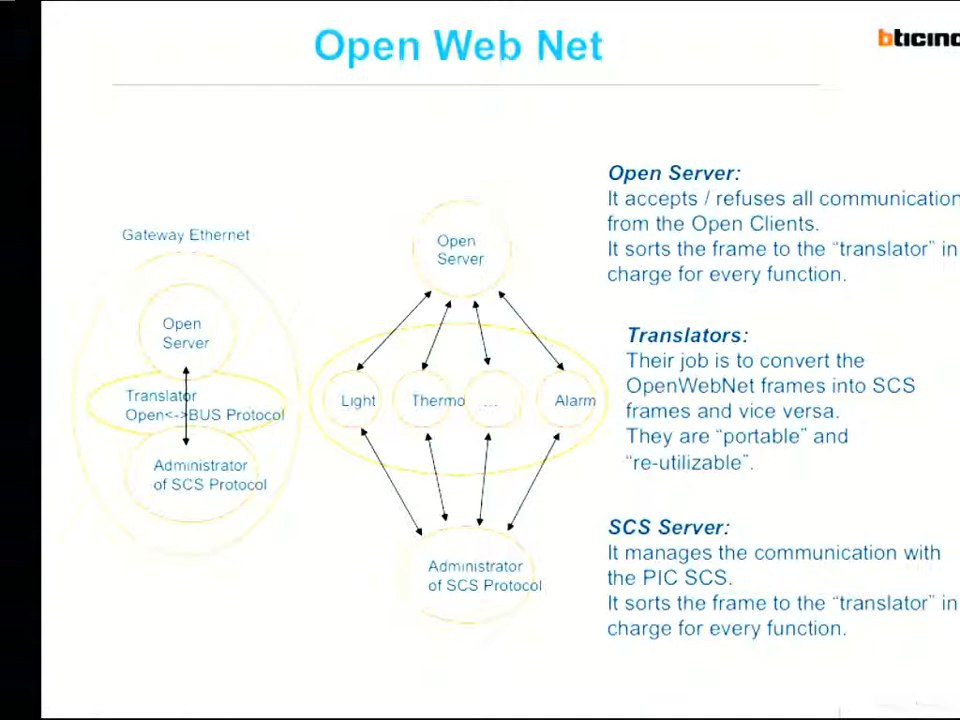 Open Web Net
bticino
Open Server:
It accepts / refuses all communication
from the Open Clients.
It sorts the frame to the “translator” in
charge for every function.
Gateway Ethernet
Open
Server
Translator
Open<->BUS Protocol
Administrator
of SCS Protocol
Open
Server
Light
Thermo
...
Alarm
Administrator
of SCS Protocol
Translators:
Their job is to convert the
OpenWebNet frames into SCS
frames and vice versa.
They are “portable” and
“re-utilizable”.
SCS Server:
It manages the communication with
the PIC SCS.
It sorts the frame to the “translator” in
charge for every function.